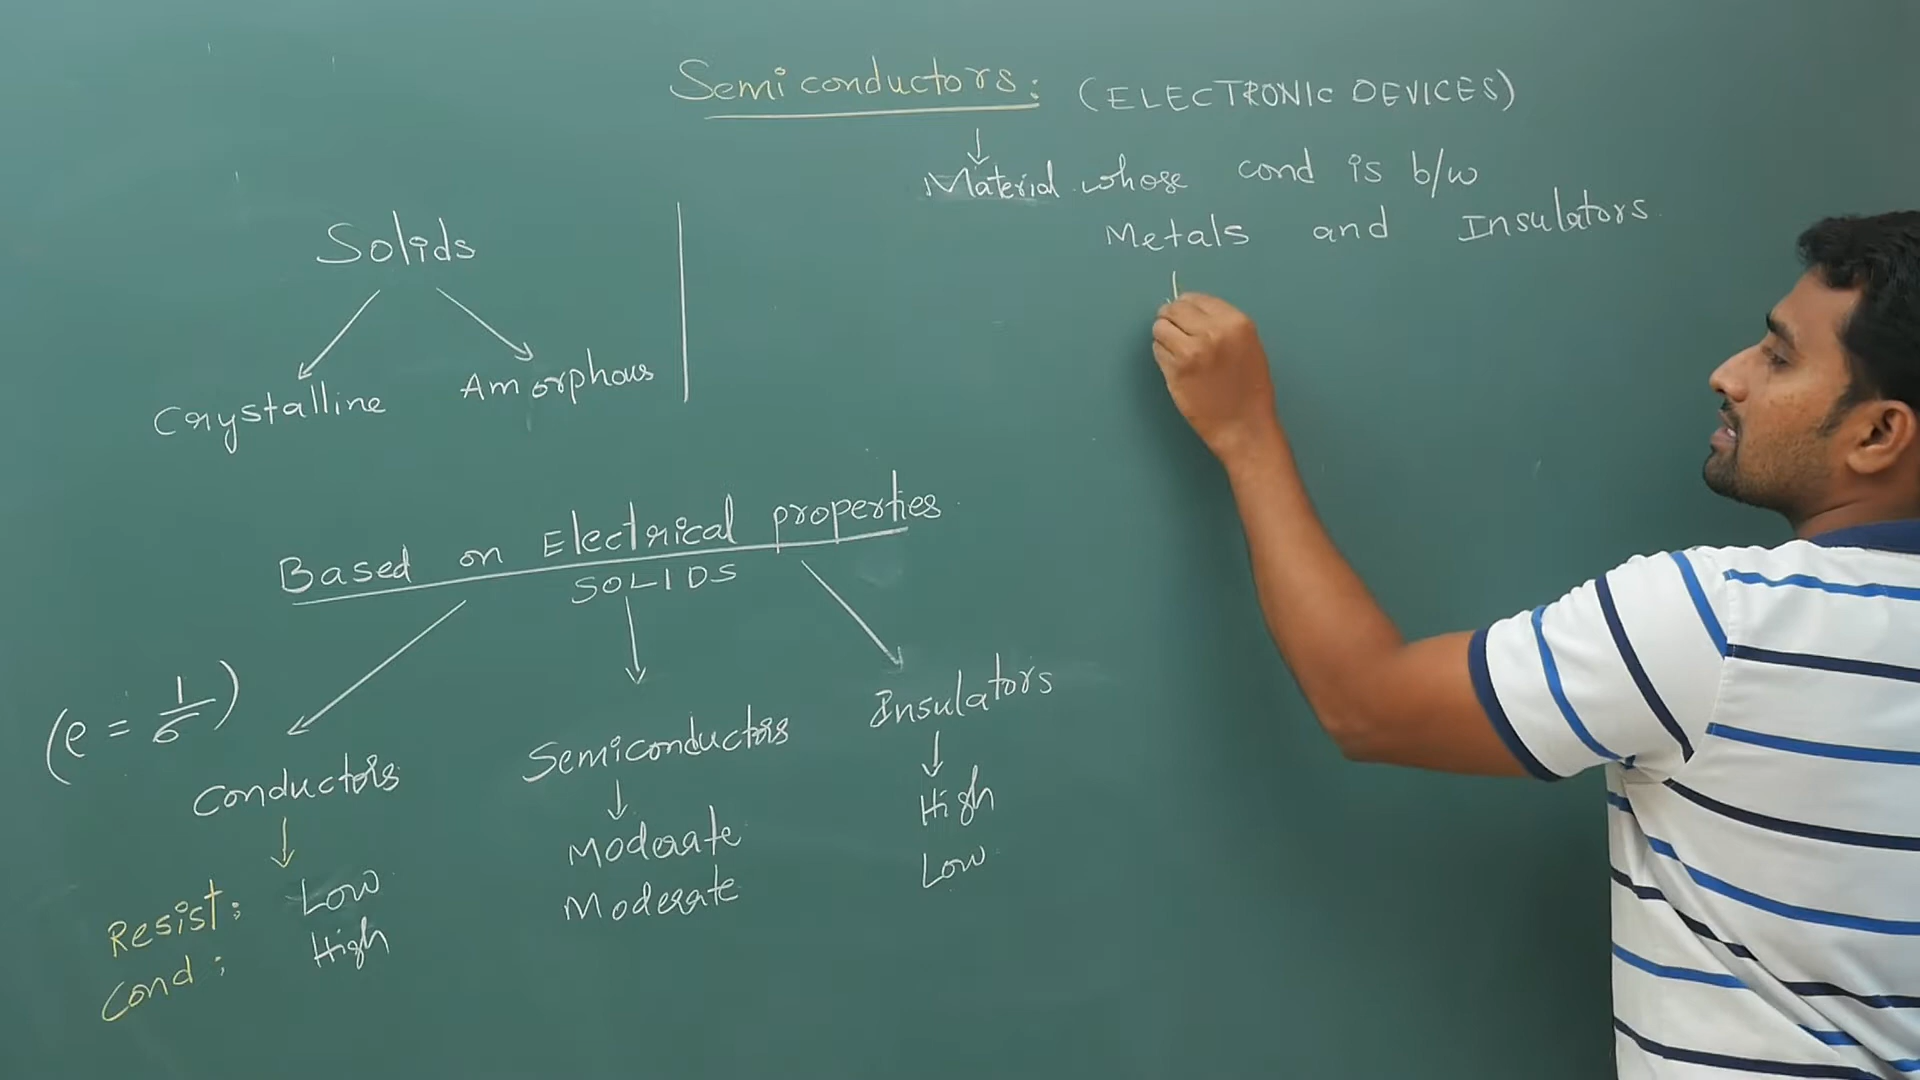 Semiconductors: (ELECTRONIC DEVICES)
Material whose cond is b/w
Metals and Insulators
Solids
Crystalline Amorphous
Based on Electrical properties
SOLIDS
(ρ = 1/σ)
Conductors Semiconductors Insulators
Resist: Low Moderate High
Cond: High Moderate Low